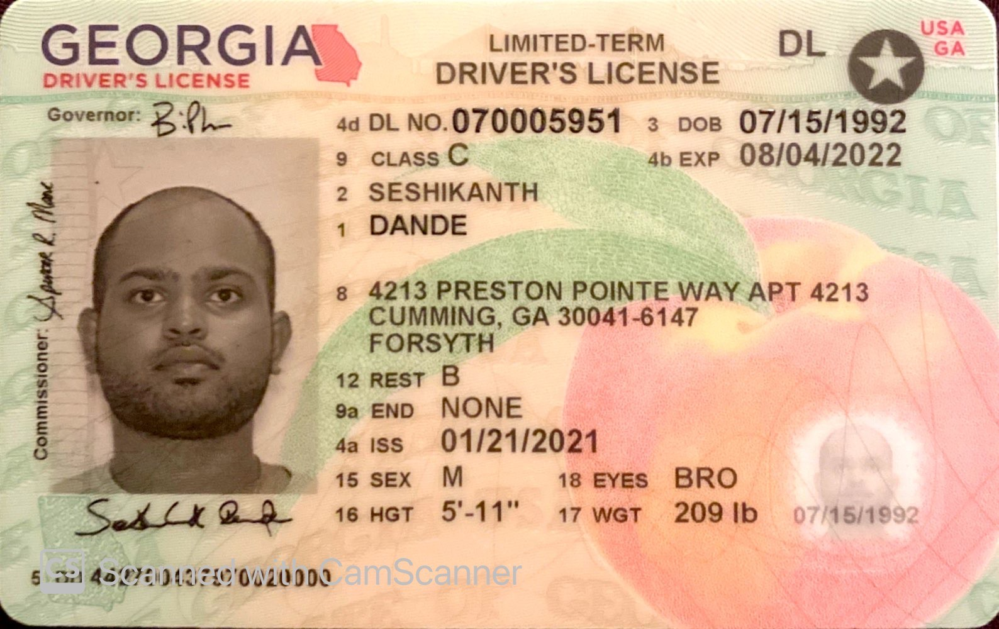 GEORGIA
DRIVER'S LICENSE
LIMITED-TERM
DRIVER'S LICENSE
DL
USA
GA
Governor:
Commissioner: Spencer R. Moore
4d DL NO. 070005951 3 DOB 07/15/1992
9 CLASS C 4b EXP 08/04/2022
2 SESHIKANTH
1 DANDE
8 4213 PRESTON POINTE WAY APT 4213
CUMMING, GA 30041-6147
FORSYTH
12 REST B
9a END NONE
4a ISS 01/21/2021
15 SEX M 18 EYES BRO
16 HGT 5'-11" 17 WGT 209 lb
07/15/1992
CS Scanned with CamScanner